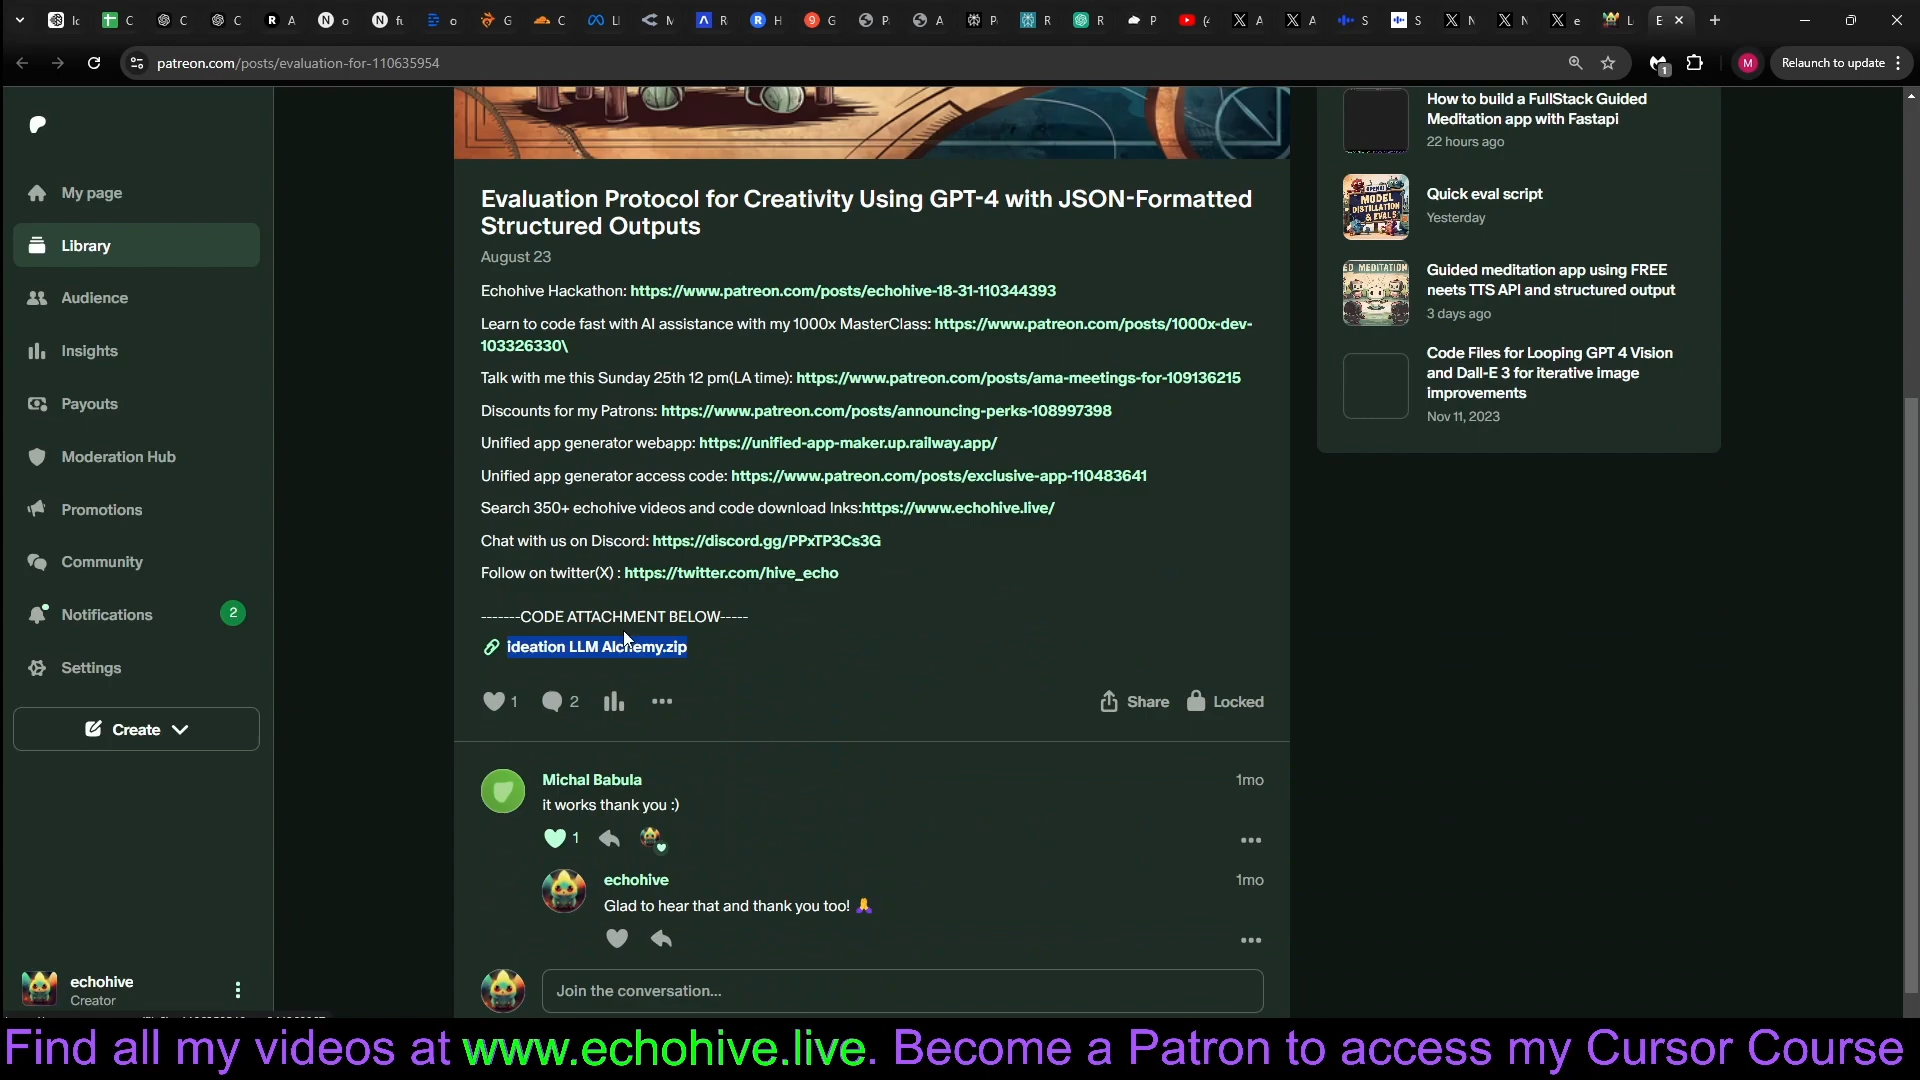 patreon.com/posts/evaluation-for-110635954
1
M
Relaunch to update
My page
Library
Audience
Insights
Payouts
Moderation Hub
Promotions
Community
Notifications
2
Settings
Create
echohive
Creator
Evaluation Protocol for Creativity Using GPT-4 with JSON-Formatted
Structured Outputs
August 23
Echohive Hackathon: https://www.patreon.com/posts/echohive-18-31-110344393
Learn to code fast with AI assistance with my 1000x MasterClass: https://www.patreon.com/posts/1000x-dev-
103326330\
Talk with me this Sunday 25th 12 pm(LA time): https://www.patreon.com/posts/ama-meetings-for-109136215
Discounts for my Patrons: https://www.patreon.com/posts/announcing-perks-108997398
Unified app generator webapp: https://unified-app-maker.up.railway.app/
Unified app generator access code: https://www.patreon.com/posts/exclusive-app-110483641
Search 350+ echohive videos and code download lnks:https://www.echohive.live/
Chat with us on Discord: https://discord.gg/PPxTP3Cs3G
Follow on twitter(X) : https://twitter.com/hive_echo
-------CODE ATTACHMENT BELOW-----
ideation LLM Alchemy.zip
1
2
Share
Locked
Michal Babula
1mo
it works thank you :)
1
echohive
1mo
Glad to hear that and thank you too! 🙏
Join the conversation...
How to build a FullStack Guided
Meditation app with Fastapi
22 hours ago
MODEL
DISTILLATION
& EVALS
Quick eval script
Yesterday
ED MEDITATION
Guided meditation app using FREE
neets TTS API and structured output
3 days ago
Code Files for Looping GPT 4 Vision
and Dall-E 3 for iterative image
improvements
Nov 11, 2023
Find all my videos at www.echohive.live. Become a Patron to access my Cursor Course